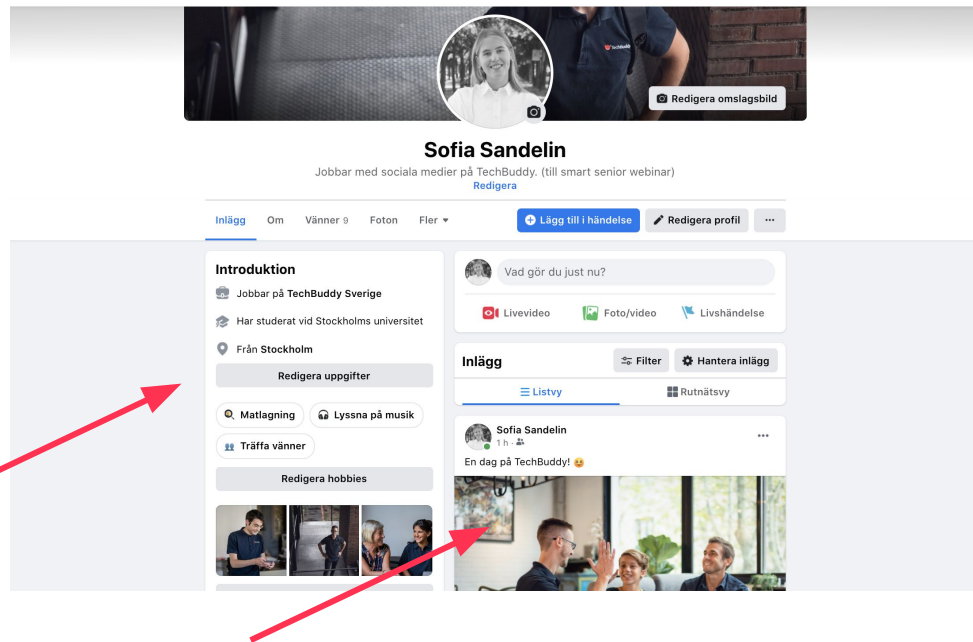 TechBuddy
Redigera omslagsbild
Sofia Sandelin
Jobbar med sociala medier på TechBuddy. (till smart senior webinar)
Redigera
Inlägg Om Vänner 9 Foton Fler
Lägg till i händelse Redigera profil ...
Introduktion
Jobbar på TechBuddy Sverige
Har studerat vid Stockholms universitet
Från Stockholm
Redigera uppgifter
Matlagning Lyssna på musik
Träffa vänner
Redigera hobbies
Vad gör du just nu?
Livevideo Foto/video Livshändelse
Inlägg Filter Hantera inlägg
Listvy Rutnätsvy
Sofia Sandelin
1 h ·
...
En dag på TechBuddy! 😆